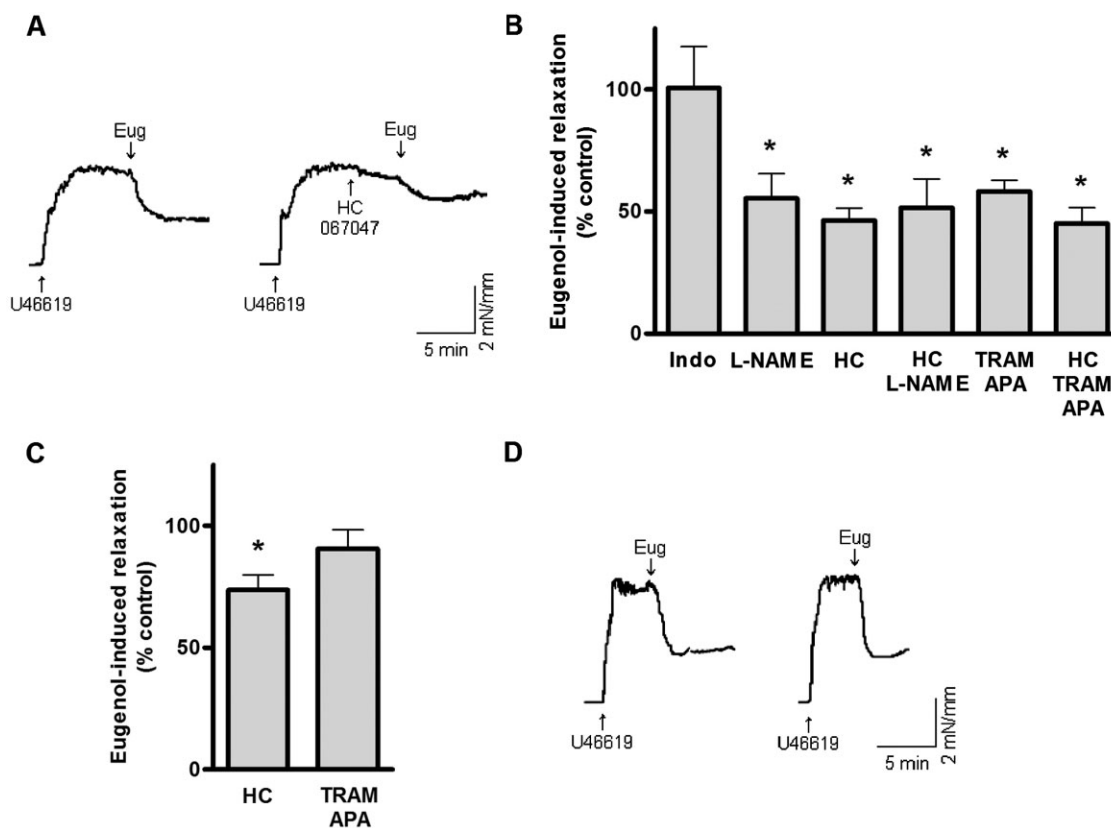 A
Eug
Eug
HC
067047
U46619
U46619
5 min
2 mN/mm
B
Eugenol-induced relaxation
(% control)
100
50
0
Indo
L-NAME
HC
HC
L-NAME
TRAM
APA
HC
TRAM
APA
*
*
*
*
*
C
Eugenol-induced relaxation
(% control)
100
50
0
*
HC
TRAM
APA
D
Eug
Eug
U46619
U46619
5 min
2 mN/mm